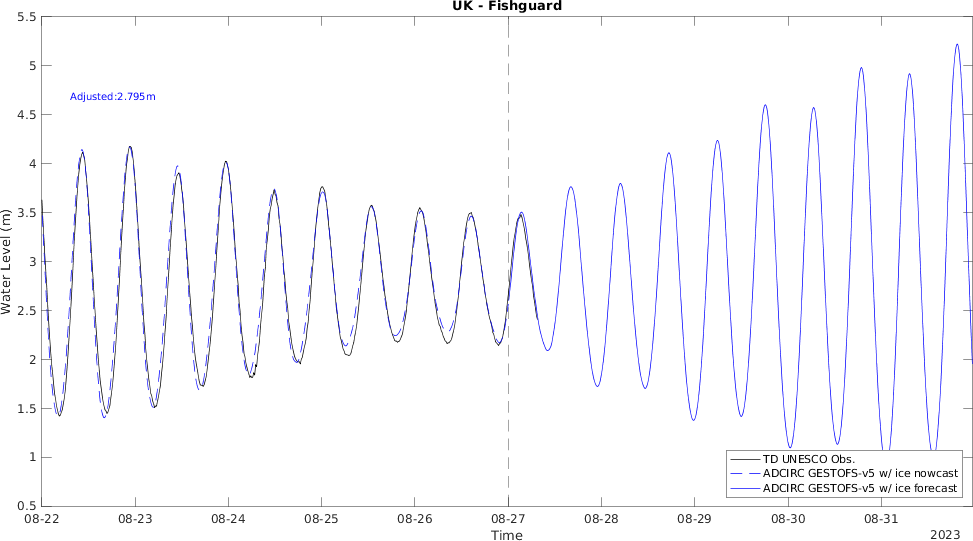 UK - Fishguard
5.5
5
4.5
4
3.5
3
2.5
2
1.5
1
0.5
Water Level (m)
Adjusted:2.795m
TD UNESCO Obs.
ADCIRC GESTOFS-v5 w/ ice nowcast
ADCIRC GESTOFS-v5 w/ ice forecast
08-22 08-23 08-24 08-25 08-26 08-27 08-28 08-29 08-30 08-31
Time
2023